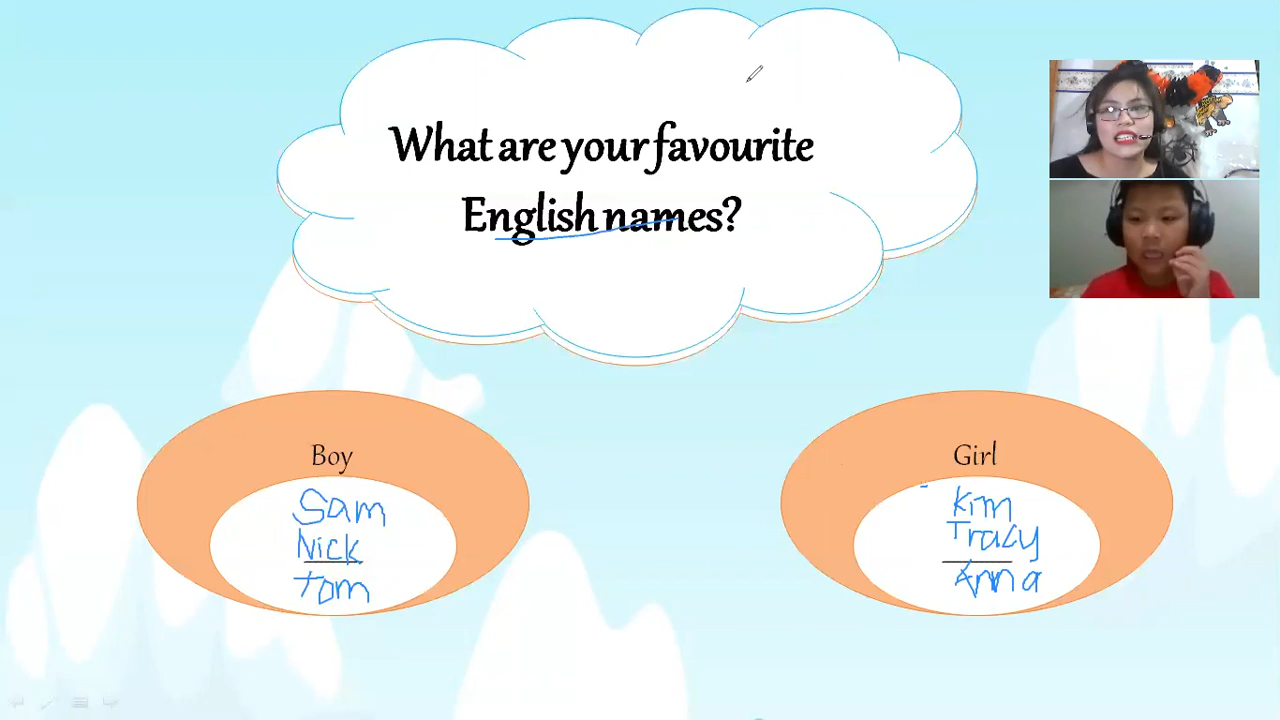 What are your favourite
English names?
Boy
Sam
Nick
Tom
Girl
Kim
Tracy
Anna